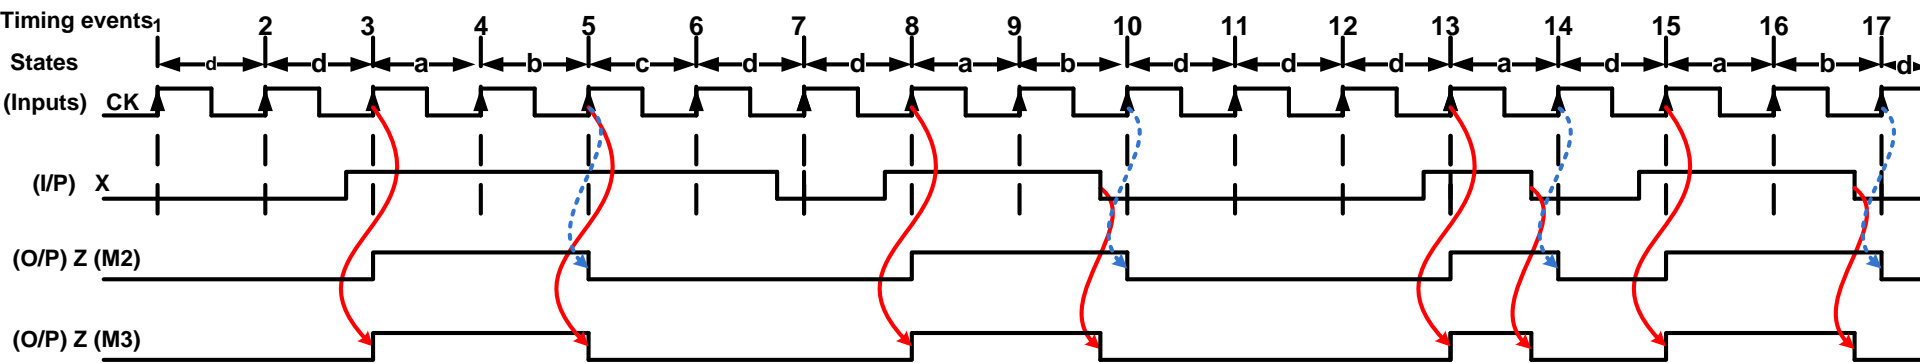 Timing events 1 2 3 4 5 6 7 8 9 10 11 12 13 14 15 16 17
States d d a b c d d a b d d d a d a b d
(Inputs) CK
(I/P) X
(O/P) Z (M2)
(O/P) Z (M3)